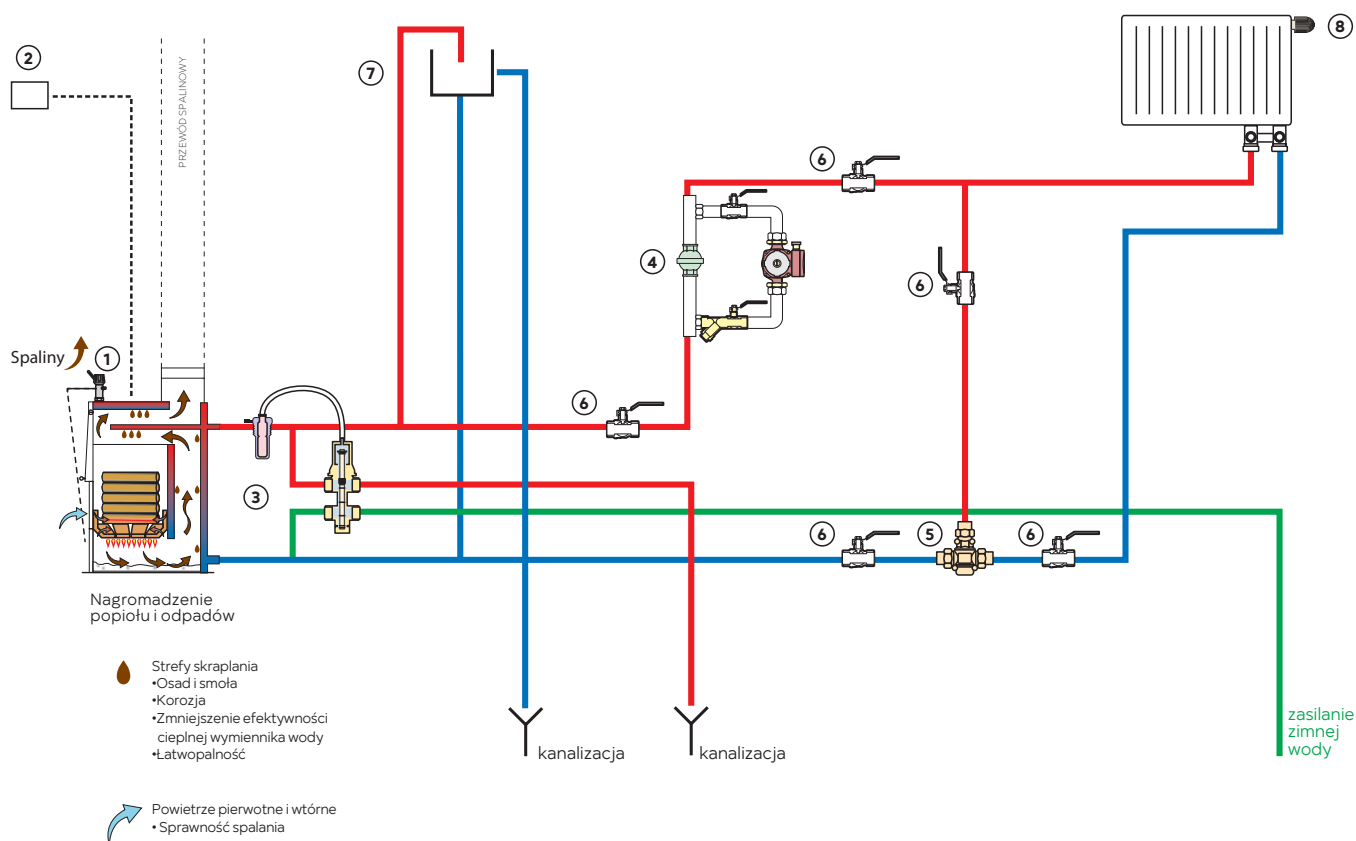 2
PRZEWÓD SPALINOWY
7
8
6
4
6
Spaliny
1
6
3
6
5
6
Nagromadzenie
popiołu i odpadów
Strefy skraplania
•Osad i smoła
•Korozja
•Zmniejszenie efektywności
cieplnej wymiennika wody
•Łatwopalność
kanalizacja
kanalizacja
zasilanie
zimnej
wody
Powietrze pierwotne i wtórne
• Sprawność spalania